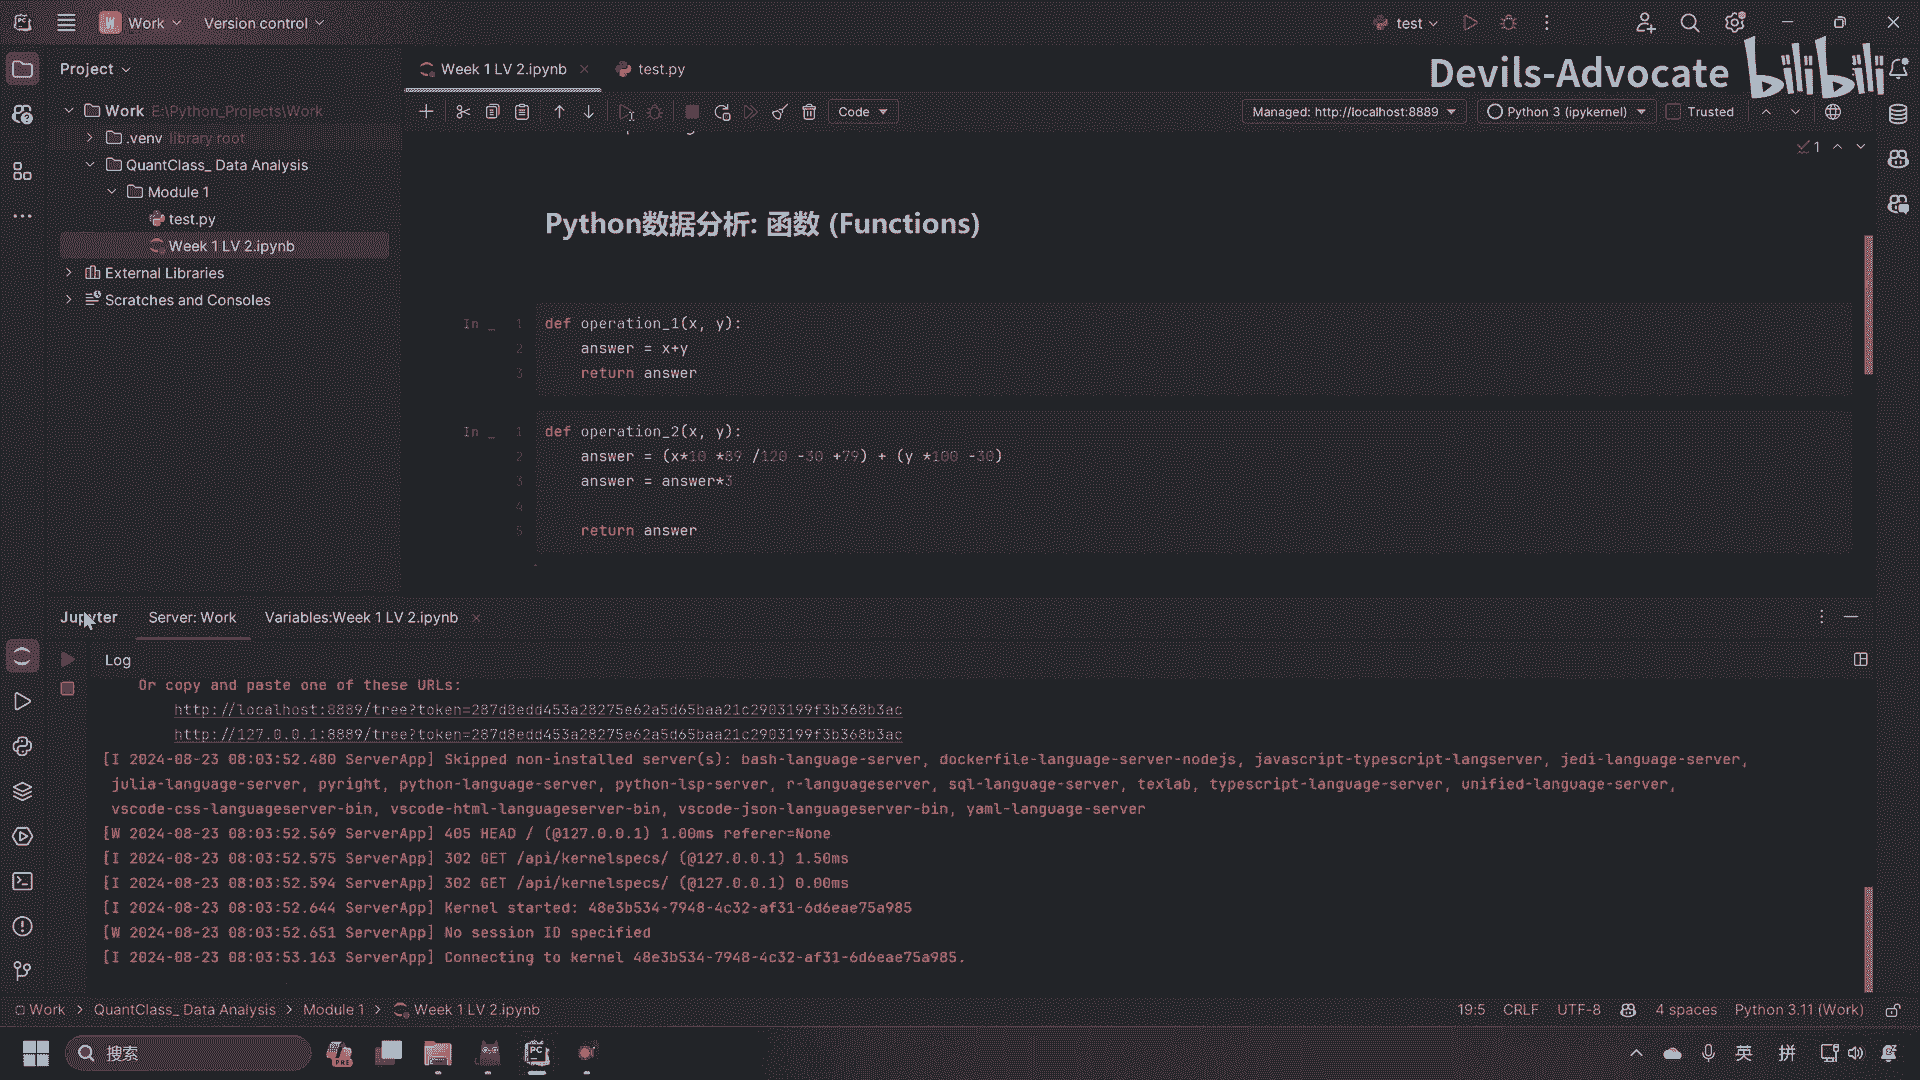 W Work Version control test
Devils-Advocate bilibili
Project
Week 1 LV 2.ipynb test.py
Code Managed: http://localhost:8889 Python 3 (ipykernel) Trusted
Work E:\Python_Projects\Work
.venv library root
QuantClass_ Data Analysis
Module 1
test.py
Week 1 LV 2.ipynb
External Libraries
Scratches and Consoles
1
Python数据分析: 函数 (Functions)
In _ 1 def operation_1(x, y):
2 answer = x+y
3 return answer
In _ 1 def operation_2(x, y):
2 answer = (x*10 *89 /120 -30 +79) + (y *100 -30)
3 answer = answer*3
4
5 return answer
Jupyter Server: Work Variables:Week 1 LV 2.ipynb
Log
Or copy and paste one of these URLs:
http://localhost:8889/tree?token=287d8edd453a28275e62a5d65baa21c2903199f3b368b3ac
http://127.0.0.1:8889/tree?token=287d8edd453a28275e62a5d65baa21c2903199f3b368b3ac
[I 2024-08-23 08:03:52.480 ServerApp] Skipped non-installed server(s): bash-language-server, dockerfile-language-server-nodejs, javascript-typescript-langserver, jedi-language-server,
julia-language-server, pyright, python-language-server, python-lsp-server, r-languageserver, sql-language-server, texlab, typescript-language-server, unified-language-server,
vscode-css-languageserver-bin, vscode-html-languageserver-bin, vscode-json-languageserver-bin, yaml-language-server
[W 2024-08-23 08:03:52.569 ServerApp] 405 HEAD / (@127.0.0.1) 1.00ms referer=None
[I 2024-08-23 08:03:52.575 ServerApp] 302 GET /api/kernelspecs/ (@127.0.0.1) 1.50ms
[I 2024-08-23 08:03:52.594 ServerApp] 302 GET /api/kernelspecs/ (@127.0.0.1) 0.00ms
[I 2024-08-23 08:03:52.644 ServerApp] Kernel started: 48e3b534-7948-4c32-af31-6d6eae75a985
[W 2024-08-23 08:03:52.651 ServerApp] No session ID specified
[I 2024-08-23 08:03:53.163 ServerApp] Connecting to kernel 48e3b534-7948-4c32-af31-6d6eae75a985.
Work > QuantClass_ Data Analysis > Module 1 > Week 1 LV 2.ipynb 19:5 CRLF UTF-8 4 spaces Python 3.11 (Work)
搜索 PRE PC 英 拼